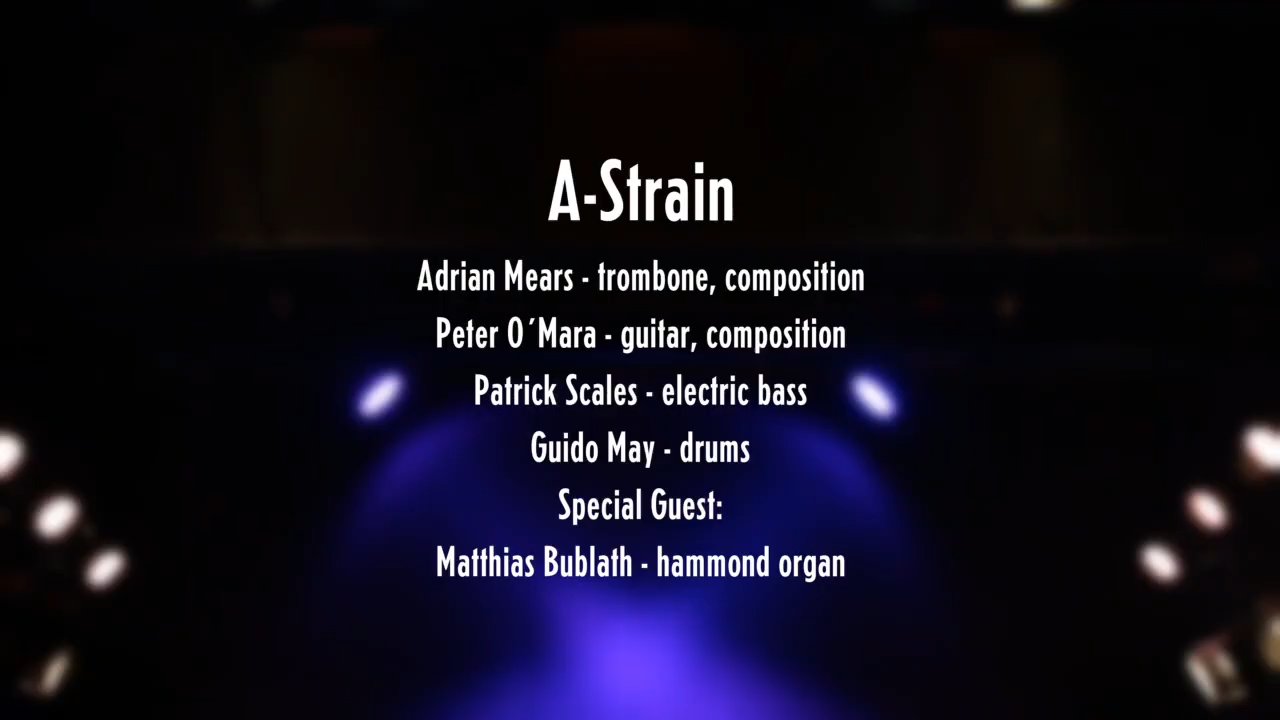 A-Strain
Adrian Mears - trombone, composition
Peter O´Mara - guitar, composition
Patrick Scales - electric bass
Guido May - drums
Special Guest:
Matthias Bublath - hammond organ